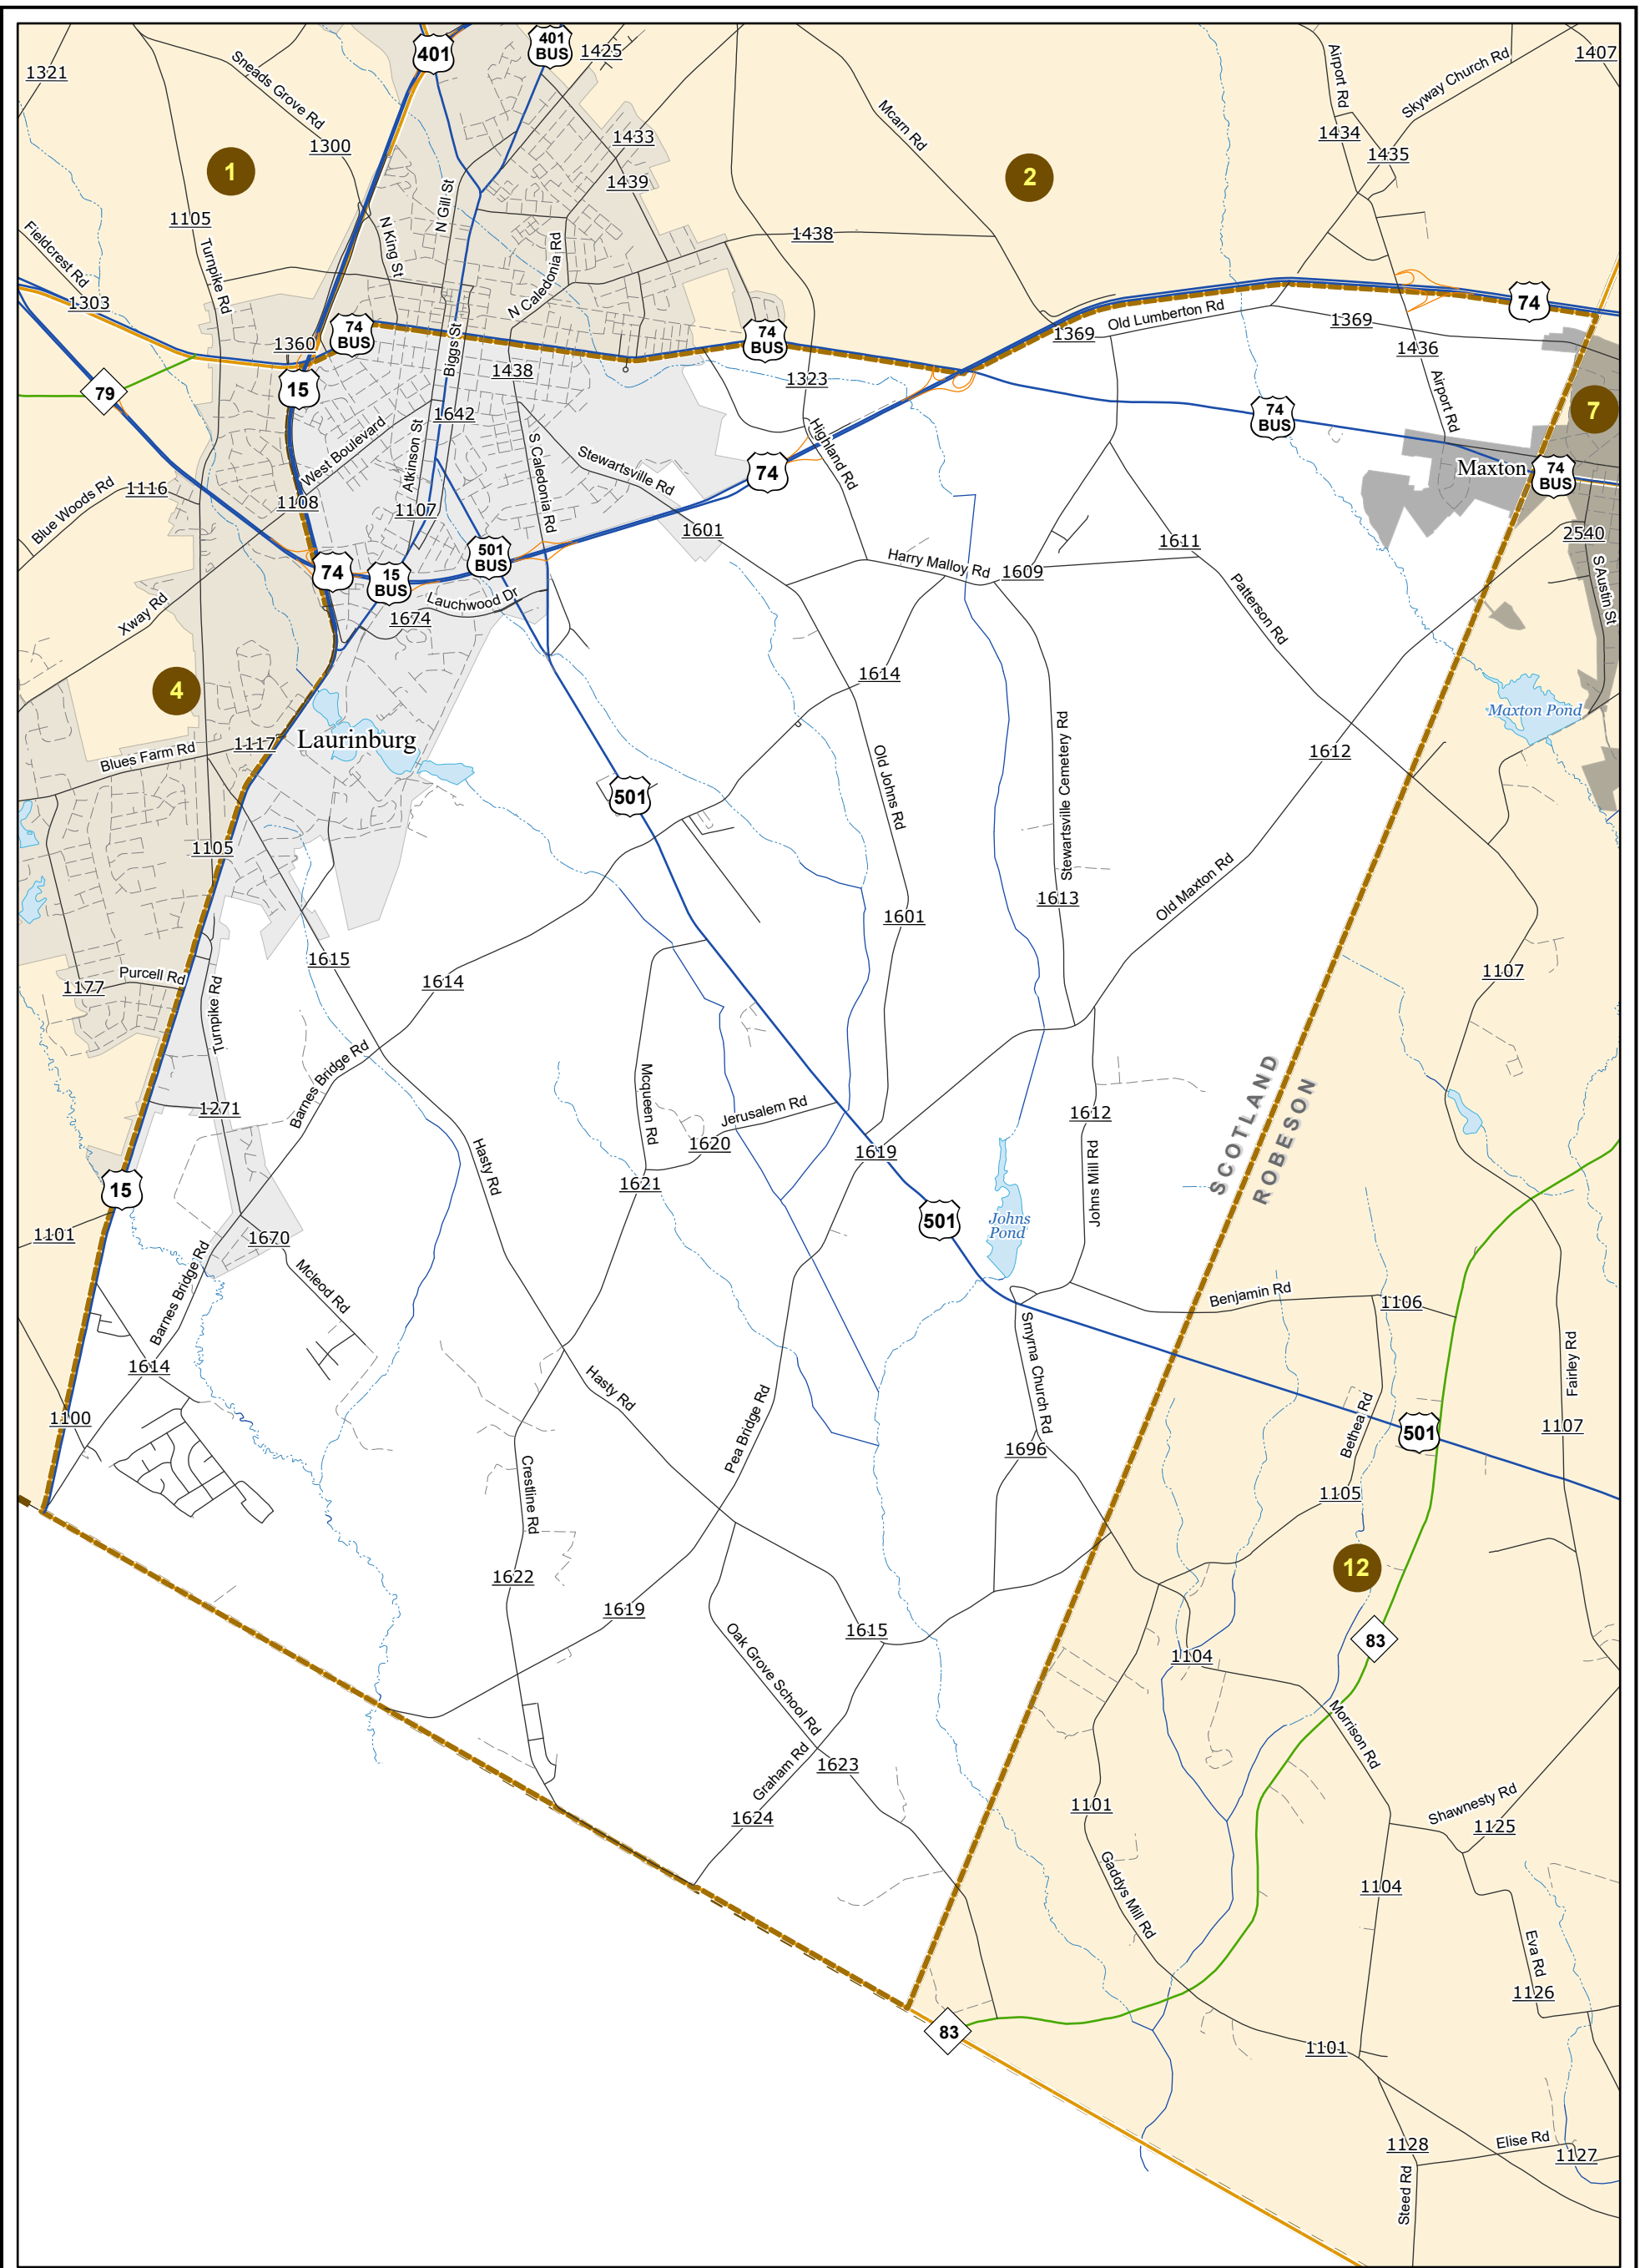 401
401
BUS
1425
1321
Sneads Grove Rd
1300
1433
1439
Mcarn Rd
Airport Rd
1434
1435
Skyway Church Rd
1407
1
2
1105
Turnpike Rd
N King St
N Gill St
N Caledonia Rd
1438
Fieldcrest Rd
1303
1360
74
BUS
Biggs St
74
BUS
1438
1323
1369
Old Lumberton Rd
1369
74
1436
Airport Rd
79
15
West Boulevard
Atkinson St
1642
S Caledonia Rd
Stewartsville Rd
Highland Rd
74
74
BUS
7
Maxton
74
BUS
Blue Woods Rd
1116
1108
1107
1601
2540
S Austin St
74
15
BUS
501
BUS
Harry Malloy Rd
1609
1611
Patterson Rd
Xway Rd
Lauchwood Dr
1674
4
1614
Maxton Pond
Blues Farm Rd
1117
Laurinburg
501
Old Johns Rd
Stewartsville Cemetery Rd
1612
1105
Old Maxton Rd
1613
1601
1177
Purcell Rd
Turnpike Rd
1615
1614
1107
Barnes Bridge Rd
1271
Mcqueen Rd
Jerusalem Rd
1620
1612
SCOTLAND
ROBESON
Hasty Rd
1621
1619
Johns Mill Rd
15
1101
1670
Mcleod Rd
501
Johns
Pond
Barnes Bridge Rd
Benjamin Rd
1106
1614
Smyrna Church Rd
Fairley Rd
Hasty Rd
1100
Pea Bridge Rd
1696
Bethea Rd
501
1107
Crestline Rd
1105
12
1622
1619
1615
Oak Grove School Rd
1104
83
Morrison Rd
Graham Rd
1623
1624
1101
Shawnesty Rd
1125
Gaddys Mill Rd
1104
Eva Rd
1126
83
1101
1128
Elise Rd
1127
Steed Rd